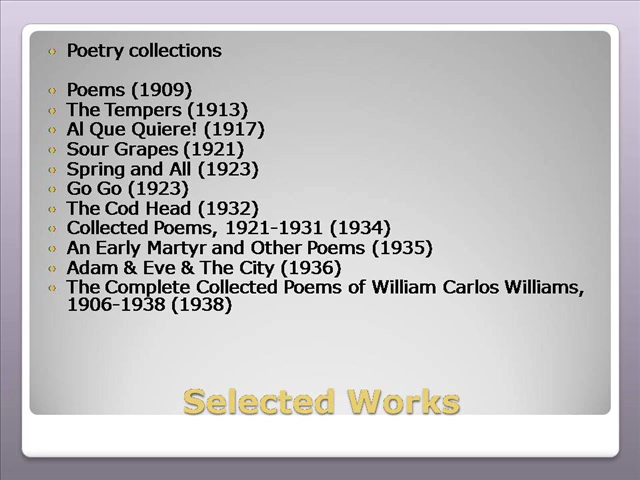 Poetry collections
Poems (1909)
The Tempers (1913)
Al Que Quiere! (1917)
Sour Grapes (1921)
Spring and All (1923)
Go Go (1923)
The Cod Head (1932)
Collected Poems, 1921-1931 (1934)
An Early Martyr and Other Poems (1935)
Adam & Eve & The City (1936)
The Complete Collected Poems of William Carlos Williams,
1906-1938 (1938)
Selected Works